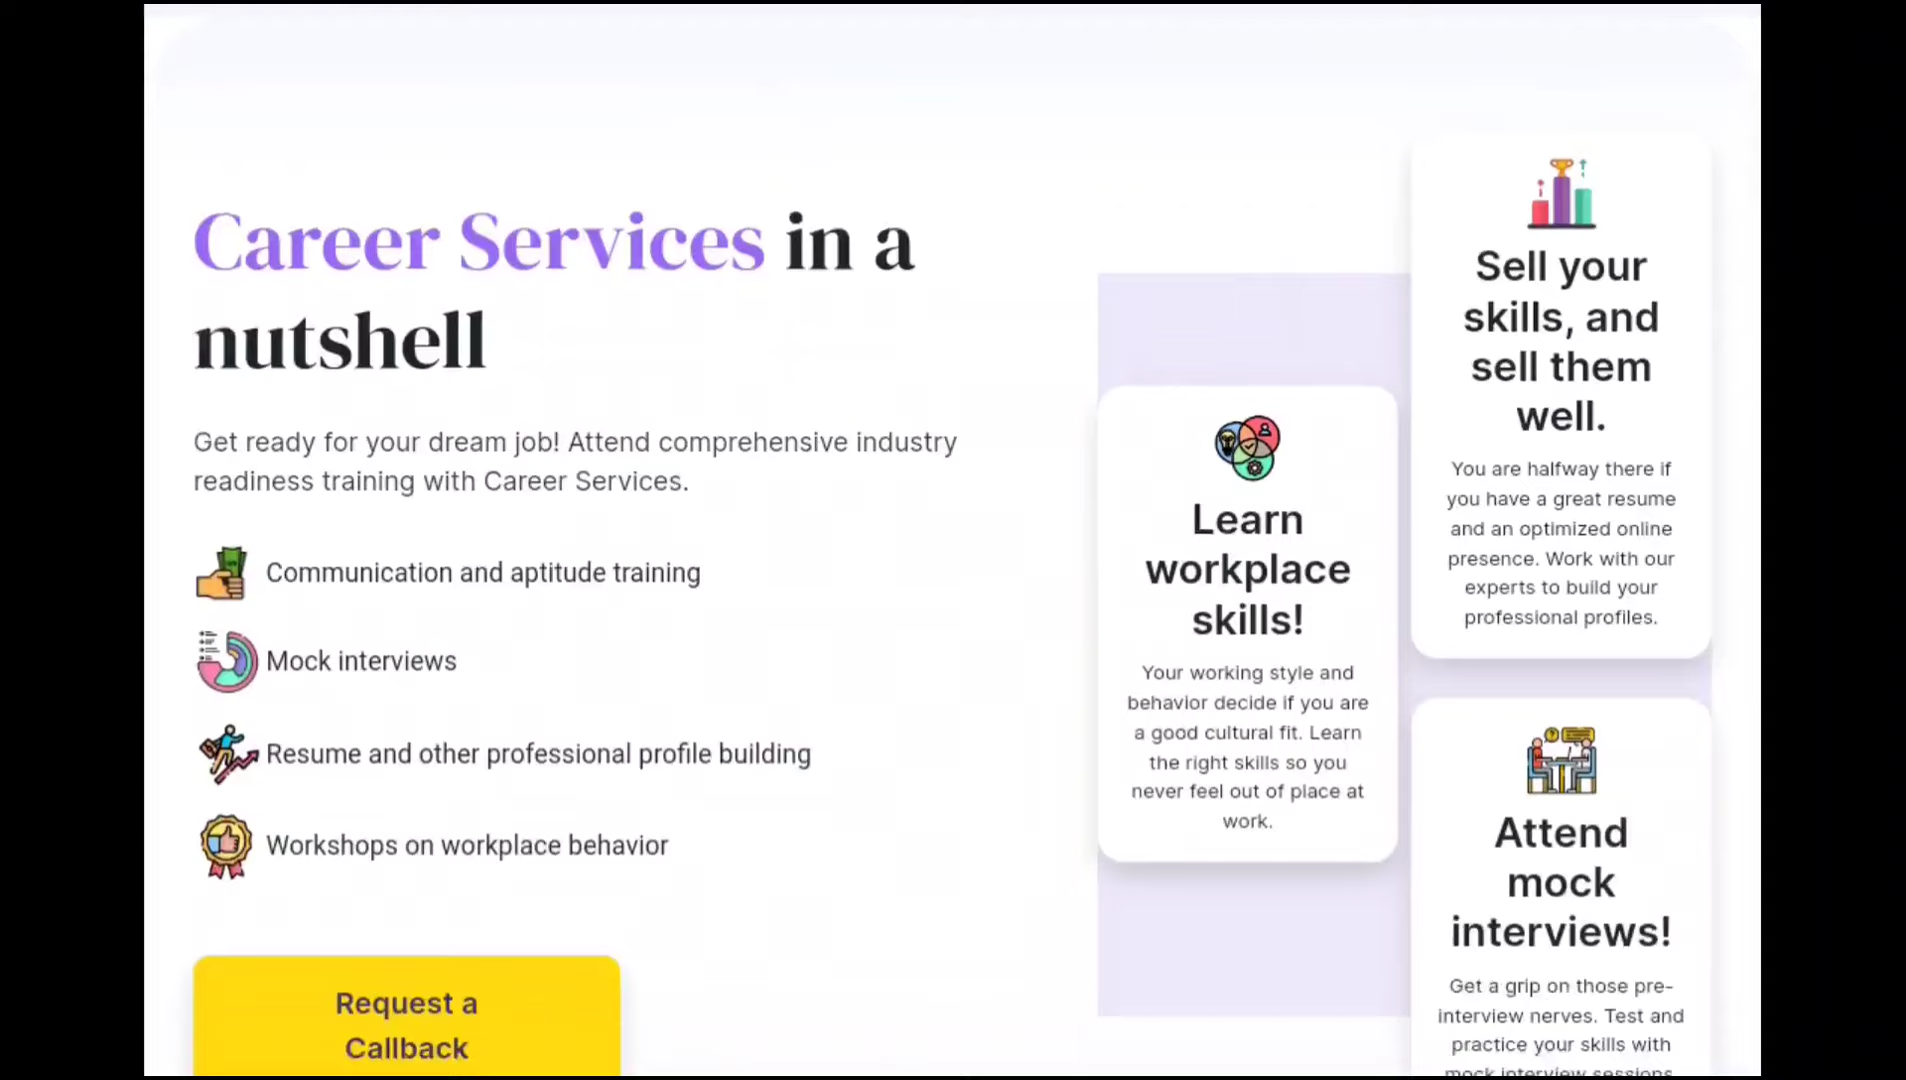 Career Services in a
nutshell
Get ready for your dream job! Attend comprehensive industry
readiness training with Career Services.
Communication and aptitude training
Mock interviews
Resume and other professional profile building
Workshops on workplace behavior
Request a
Callback
Learn
workplace
skills!
Your working style and
behavior decide if you are
a good cultural fit. Learn
the right skills so you
never feel out of place at
work.
Sell your
skills, and
sell them
well.
You are halfway there if
you have a great resume
and an optimized online
presence. Work with our
experts to build your
professional profiles.
Attend
mock
interviews!
Get a grip on those pre-
interview nerves. Test and
practice your skills with
mock interview sessions